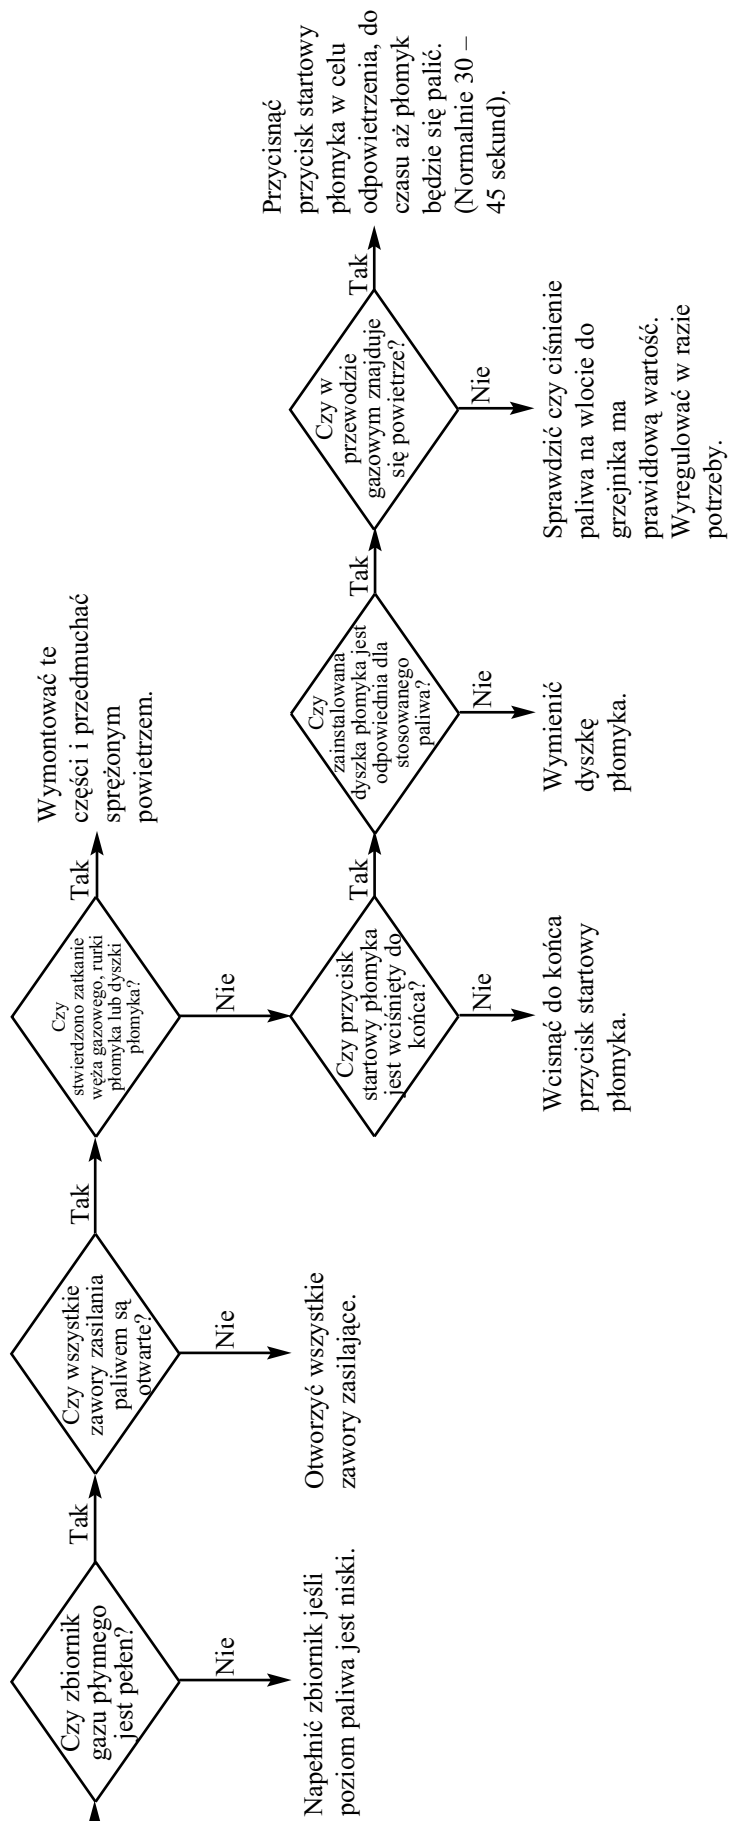 Czy zbiornik
gazu płynnego
jest pełen?
Tak
Nie
Napełnić zbiornik jeśli
poziom paliwa jest niski.
Czy wszystkie
zawory zasilania
paliwem są
otwarte?
Tak
Nie
Otworzyć wszystkie
zawory zasilające.
Czy
stwierdzono zatkanie
węża gazowego, rurki
płomyka lub dyszki
płomyka?
Tak
Wymontować te
części i przedmuchać
sprężonym
powietrzem.
Nie
Czy przycisk
startowy płomyka
jest wciśnięty do
końca?
Tak
Nie
Wcisnąć do końca
przycisk startowy
płomyka.
Czy
zainstalowana
dyszka płomyka jest
odpowiednia dla
stosowanego
paliwa?
Tak
Nie
Wymienić
dyszkę
płomyka.
Czy w
przewodzie
gazowym znajduje
się powietrze?
Tak
Przycisnąć
przycisk startowy
płomyka w celu
odpowietrzenia, do
czasu aż płomyk
będzie się palić.
(Normalnie 30 –
45 sekund).
Nie
Sprawdzić czy ciśnienie
paliwa na wlocie do
grzejnika ma
prawidłową wartość.
Wyregulować w razie
potrzeby.